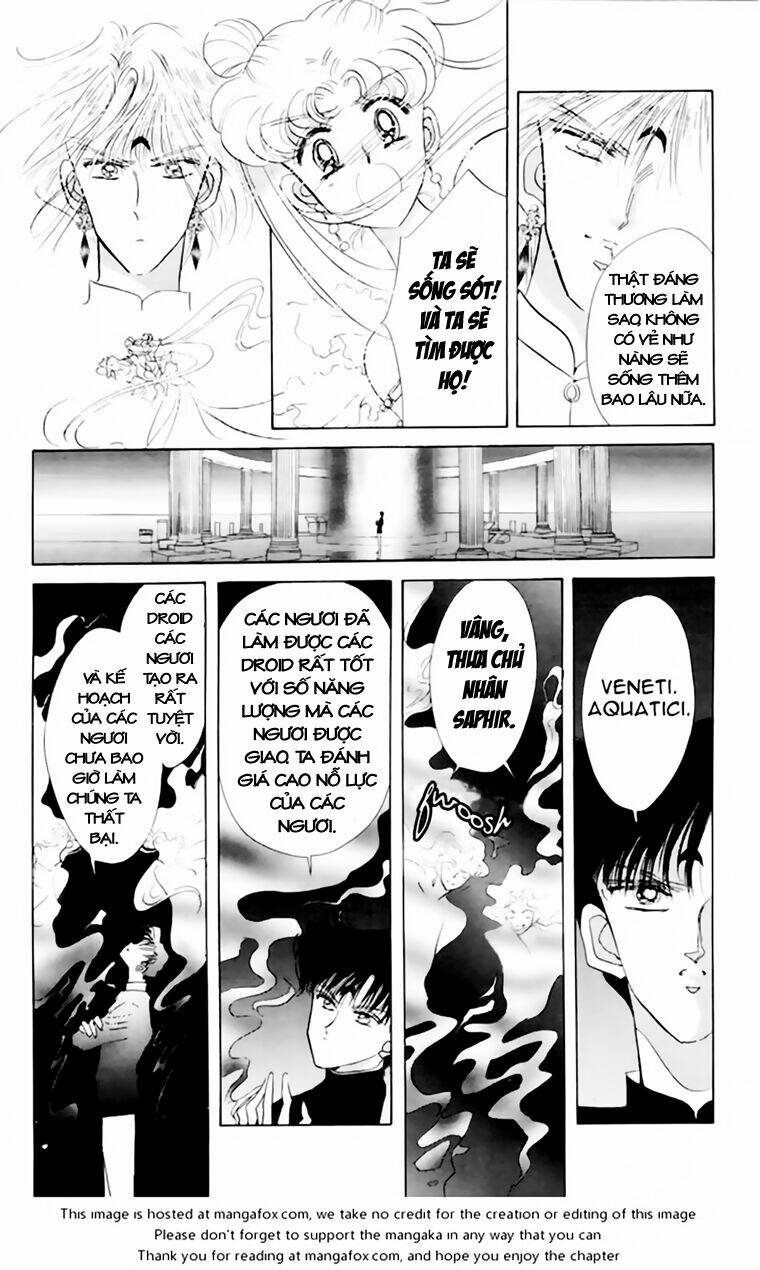 THẬT ĐÁNG
THƯƠNG LÀM
SAO, KHÔNG
CÓ VẺ NHƯ
NÀNG SẼ
SỐNG THÊM
BAO LÂU NỮA.
TA SẼ
SỐNG SÓT!
VÀ TA SẼ
TÌM ĐƯỢC
HỌ!
VENETI.
AQUATICI.
VÂNG,
THƯA CHỦ
NHÂN
SAPHIR.
fwoosh
CÁC NGƯƠI ĐÃ
LÀM ĐƯỢC CÁC
DROID RẤT TỐT
VỚI SỐ NĂNG
LƯỢNG MÀ CÁC
NGƯƠI ĐƯỢC
GIAO. TA ĐÁNH
GIÁ CAO NỖ LỰC
CỦA CÁC
NGƯƠI.
CÁC
DROID
CÁC
NGƯƠI
TẠO RA
RẤT
TUYỆT
VỜI.
VÀ KẾ
HOẠCH
CỦA CÁC
NGƯƠI
CHƯA BAO
GIỜ LÀM
CHÚNG TA
THẤT
BẠI.
This image is hosted at mangafox.com, we take no credit for the creation or editing of this image
Please don't forget to support the mangaka in any way that you can
Thank you for reading at mangafox.com, and hope you enjoy the chapter